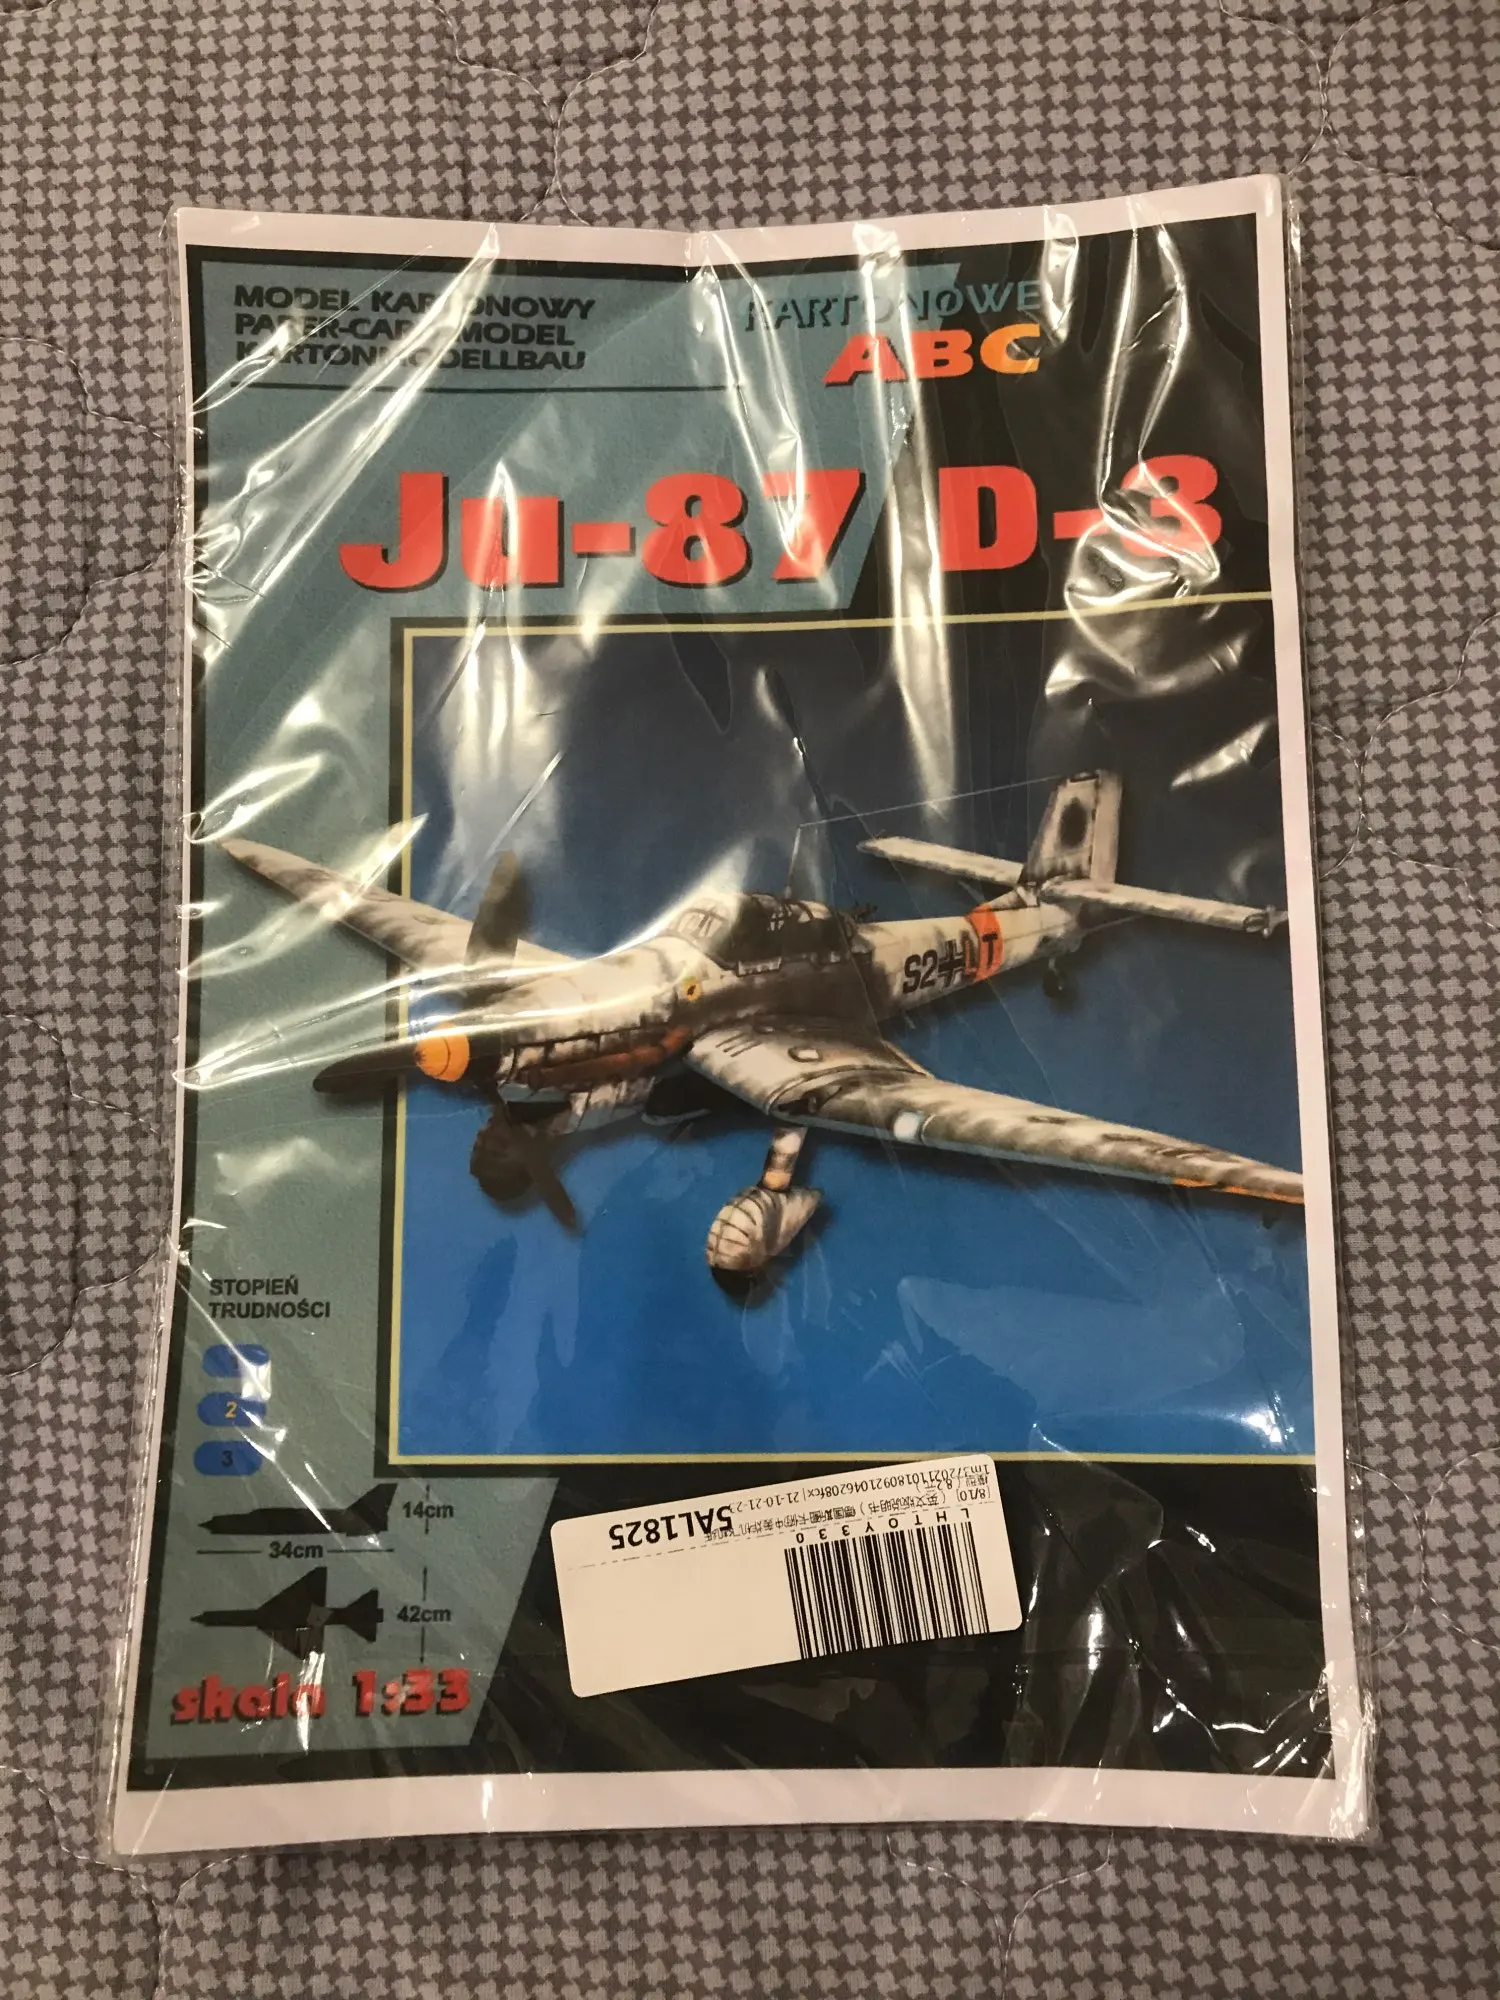 MODEL KARTONOWY
PAPER-CARD MODEL
KARTONMODELLBAU
KARTONOWE
ABC
Ju-87 D-3
S2 LT
STOPIEŃ
TRUDNOŚCI
2
3
14cm
34cm
42cm
skala 1:33
LHTOY330
5AL1825